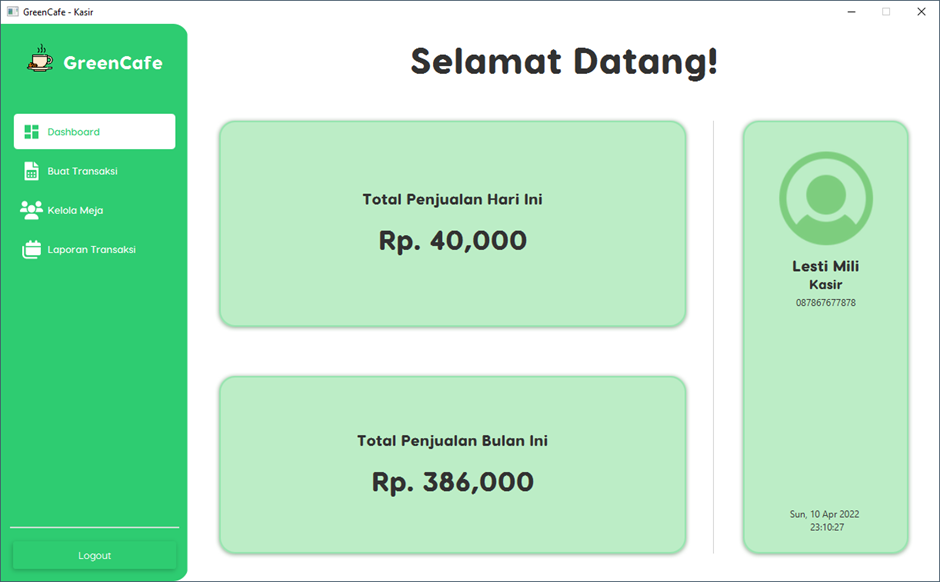 GreenCafe - Kasir
GreenCafe
Dashboard
Buat Transaksi
Kelola Meja
Laporan Transaksi
Logout
Selamat Datang!
Total Penjualan Hari Ini
Rp. 40,000
Total Penjualan Bulan Ini
Rp. 386,000
Lesti Mili
Kasir
087867677878
Sun, 10 Apr 2022
23:10:27